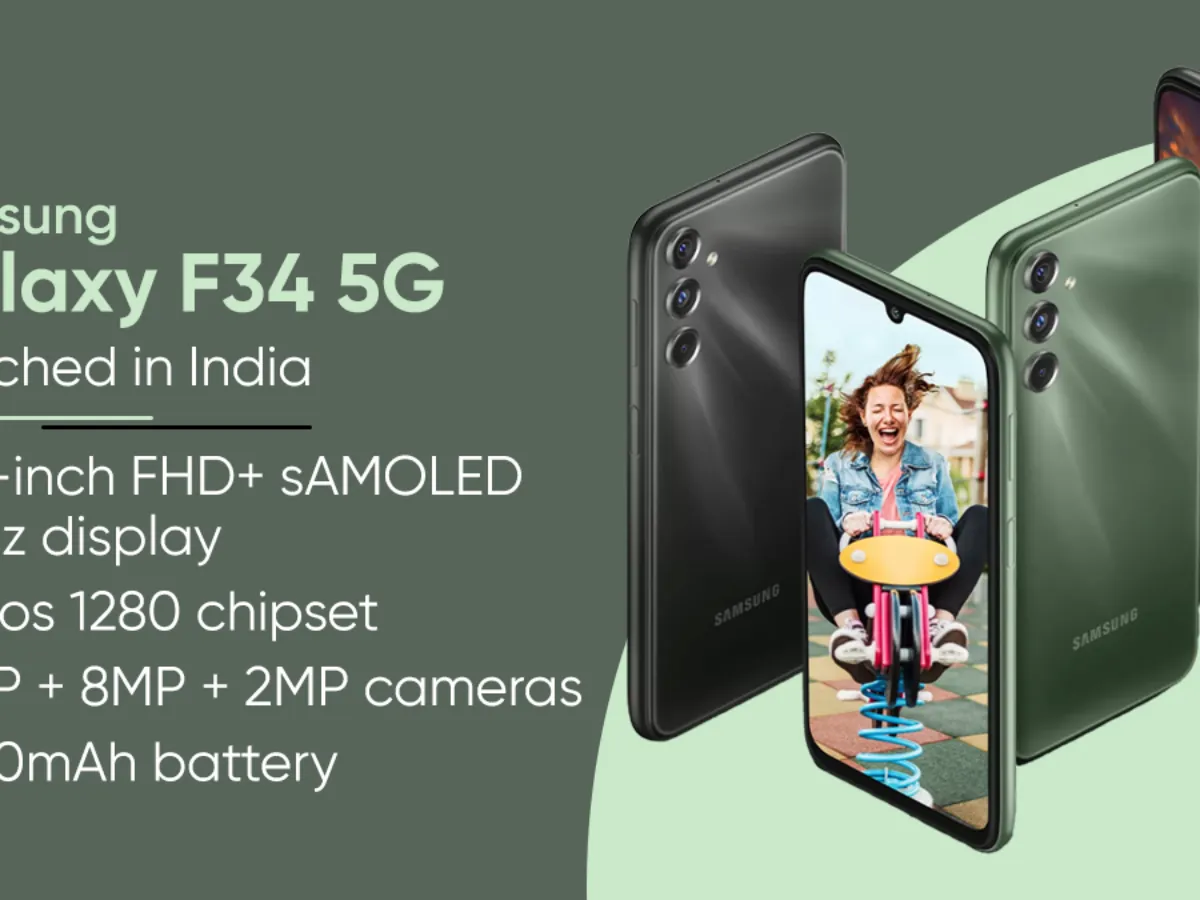 sung
laxy F34 5G
ched in India
-inch FHD+ sAMOLED
z display
os 1280 chipset
P + 8MP + 2MP cameras
0mAh battery
SAMSUNG
SAMSUNG